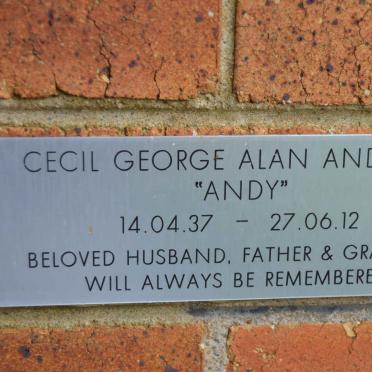 CECIL GEORGE ALAN AND
"ANDY"
14.04.37 – 27.06.12
BELOVED HUSBAND, FATHER & GRA
WILL ALWAYS BE REMEMBERE